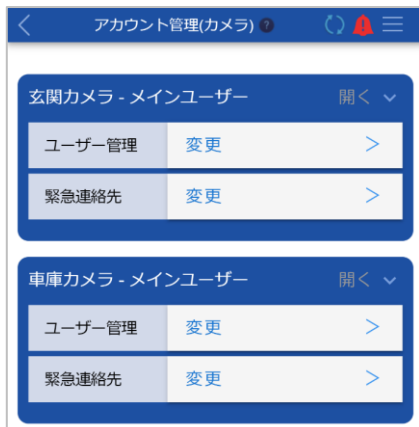 アカウント管理(カメラ) ?
玄関カメラ - メインユーザー 開く
ユーザー管理 変更
緊急連絡先 変更
車庫カメラ - メインユーザー 開く
ユーザー管理 変更
緊急連絡先 変更